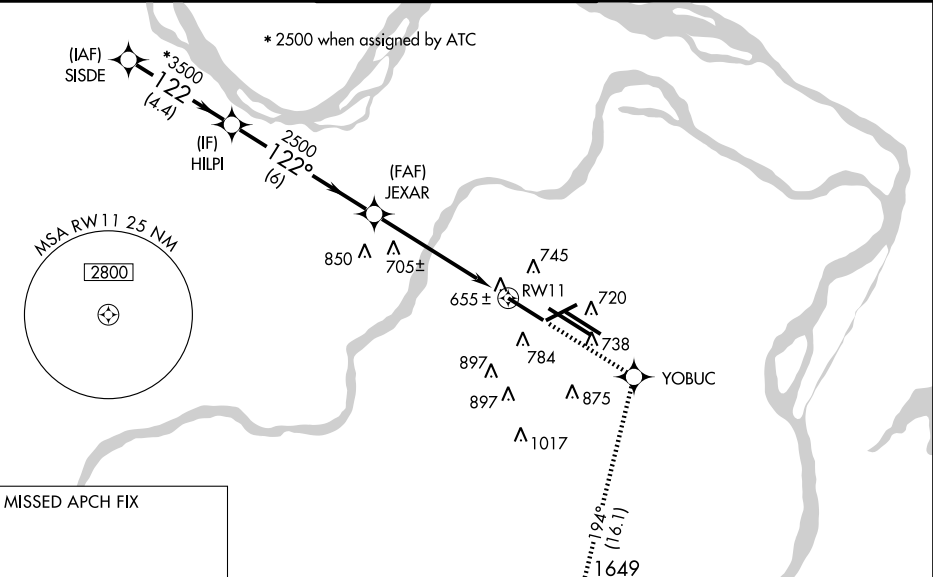 * 2500 when assigned by ATC
(IAF)
SISDE
*3500
122
(4.4)
(IF)
HILPI
2500
122°
(6)
(FAF)
JEXAR
MSA RW11 25 NM
2800
850
705±
745
655±
RW11
720
738
784
897
897
875
YOBUC
1017
MISSED APCH FIX
194°
(16.1)
1649